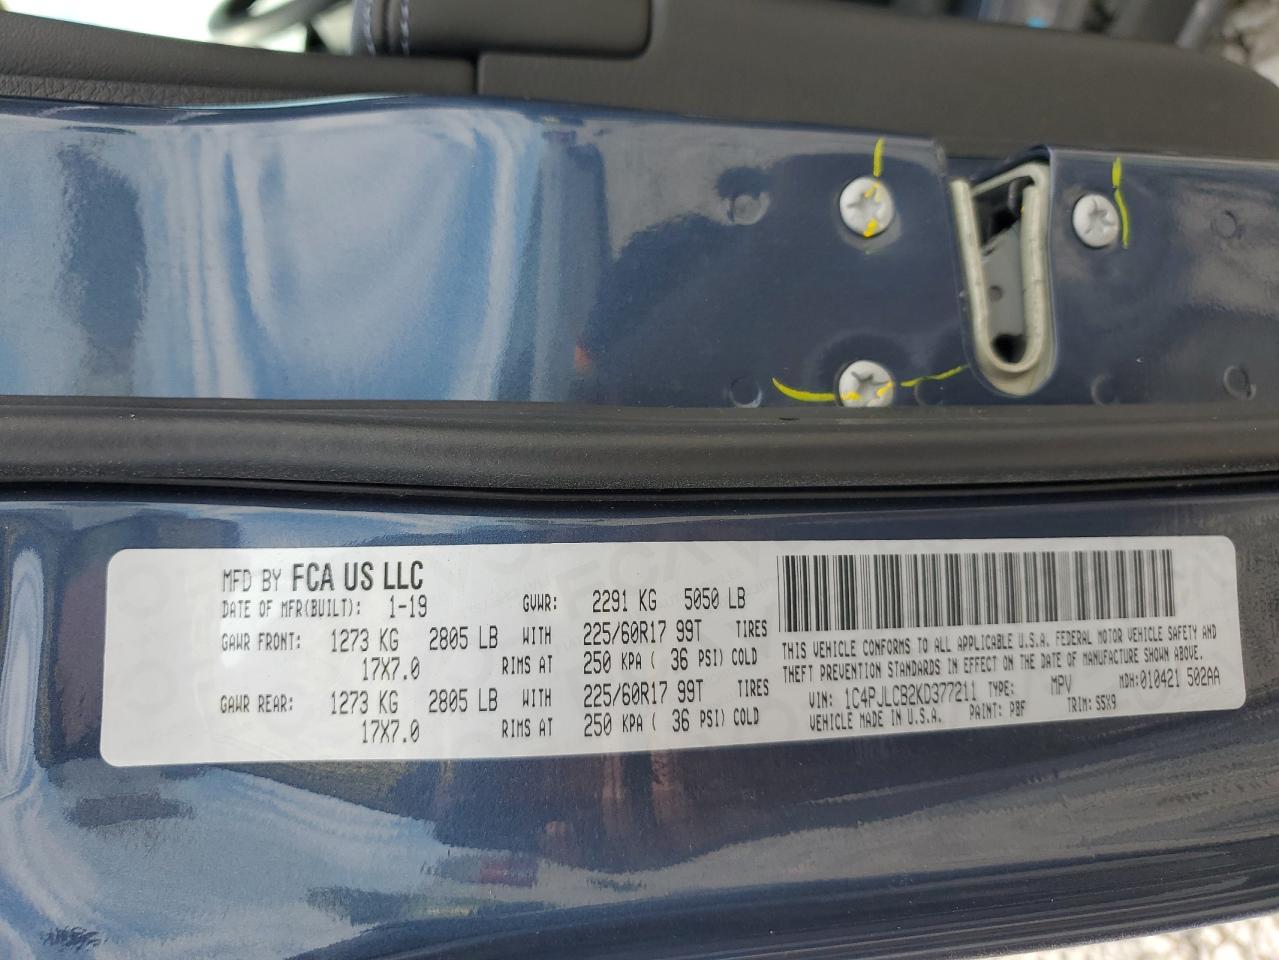 MFD BY FCA US LLC
DATE OF MFR(BUILT): 1-19 GVWR: 2291 KG 5050 LB
GAWR FRONT: 1273 KG 2805 LB WITH 225/60R17 99T TIRES
17X7.0 RIMS AT 250 KPA ( 36 PSI) COLD
GAWR REAR: 1273 KG 2805 LB WITH 225/60R17 99T TIRES
17X7.0 RIMS AT 250 KPA ( 36 PSI) COLD
THIS VEHICLE CONFORMS TO ALL APPLICABLE U.S.A. FEDERAL MOTOR VEHICLE SAFETY AND
THEFT PREVENTION STANDARDS IN EFFECT ON THE DATE OF MANUFACTURE SHOWN ABOVE.
VIN: 1C4PJLCB2KD377211 TYPE: MPV MDH:010421 502AA
VEHICLE MADE IN U.S.A. PAINT: PBF TRIM: S5X9